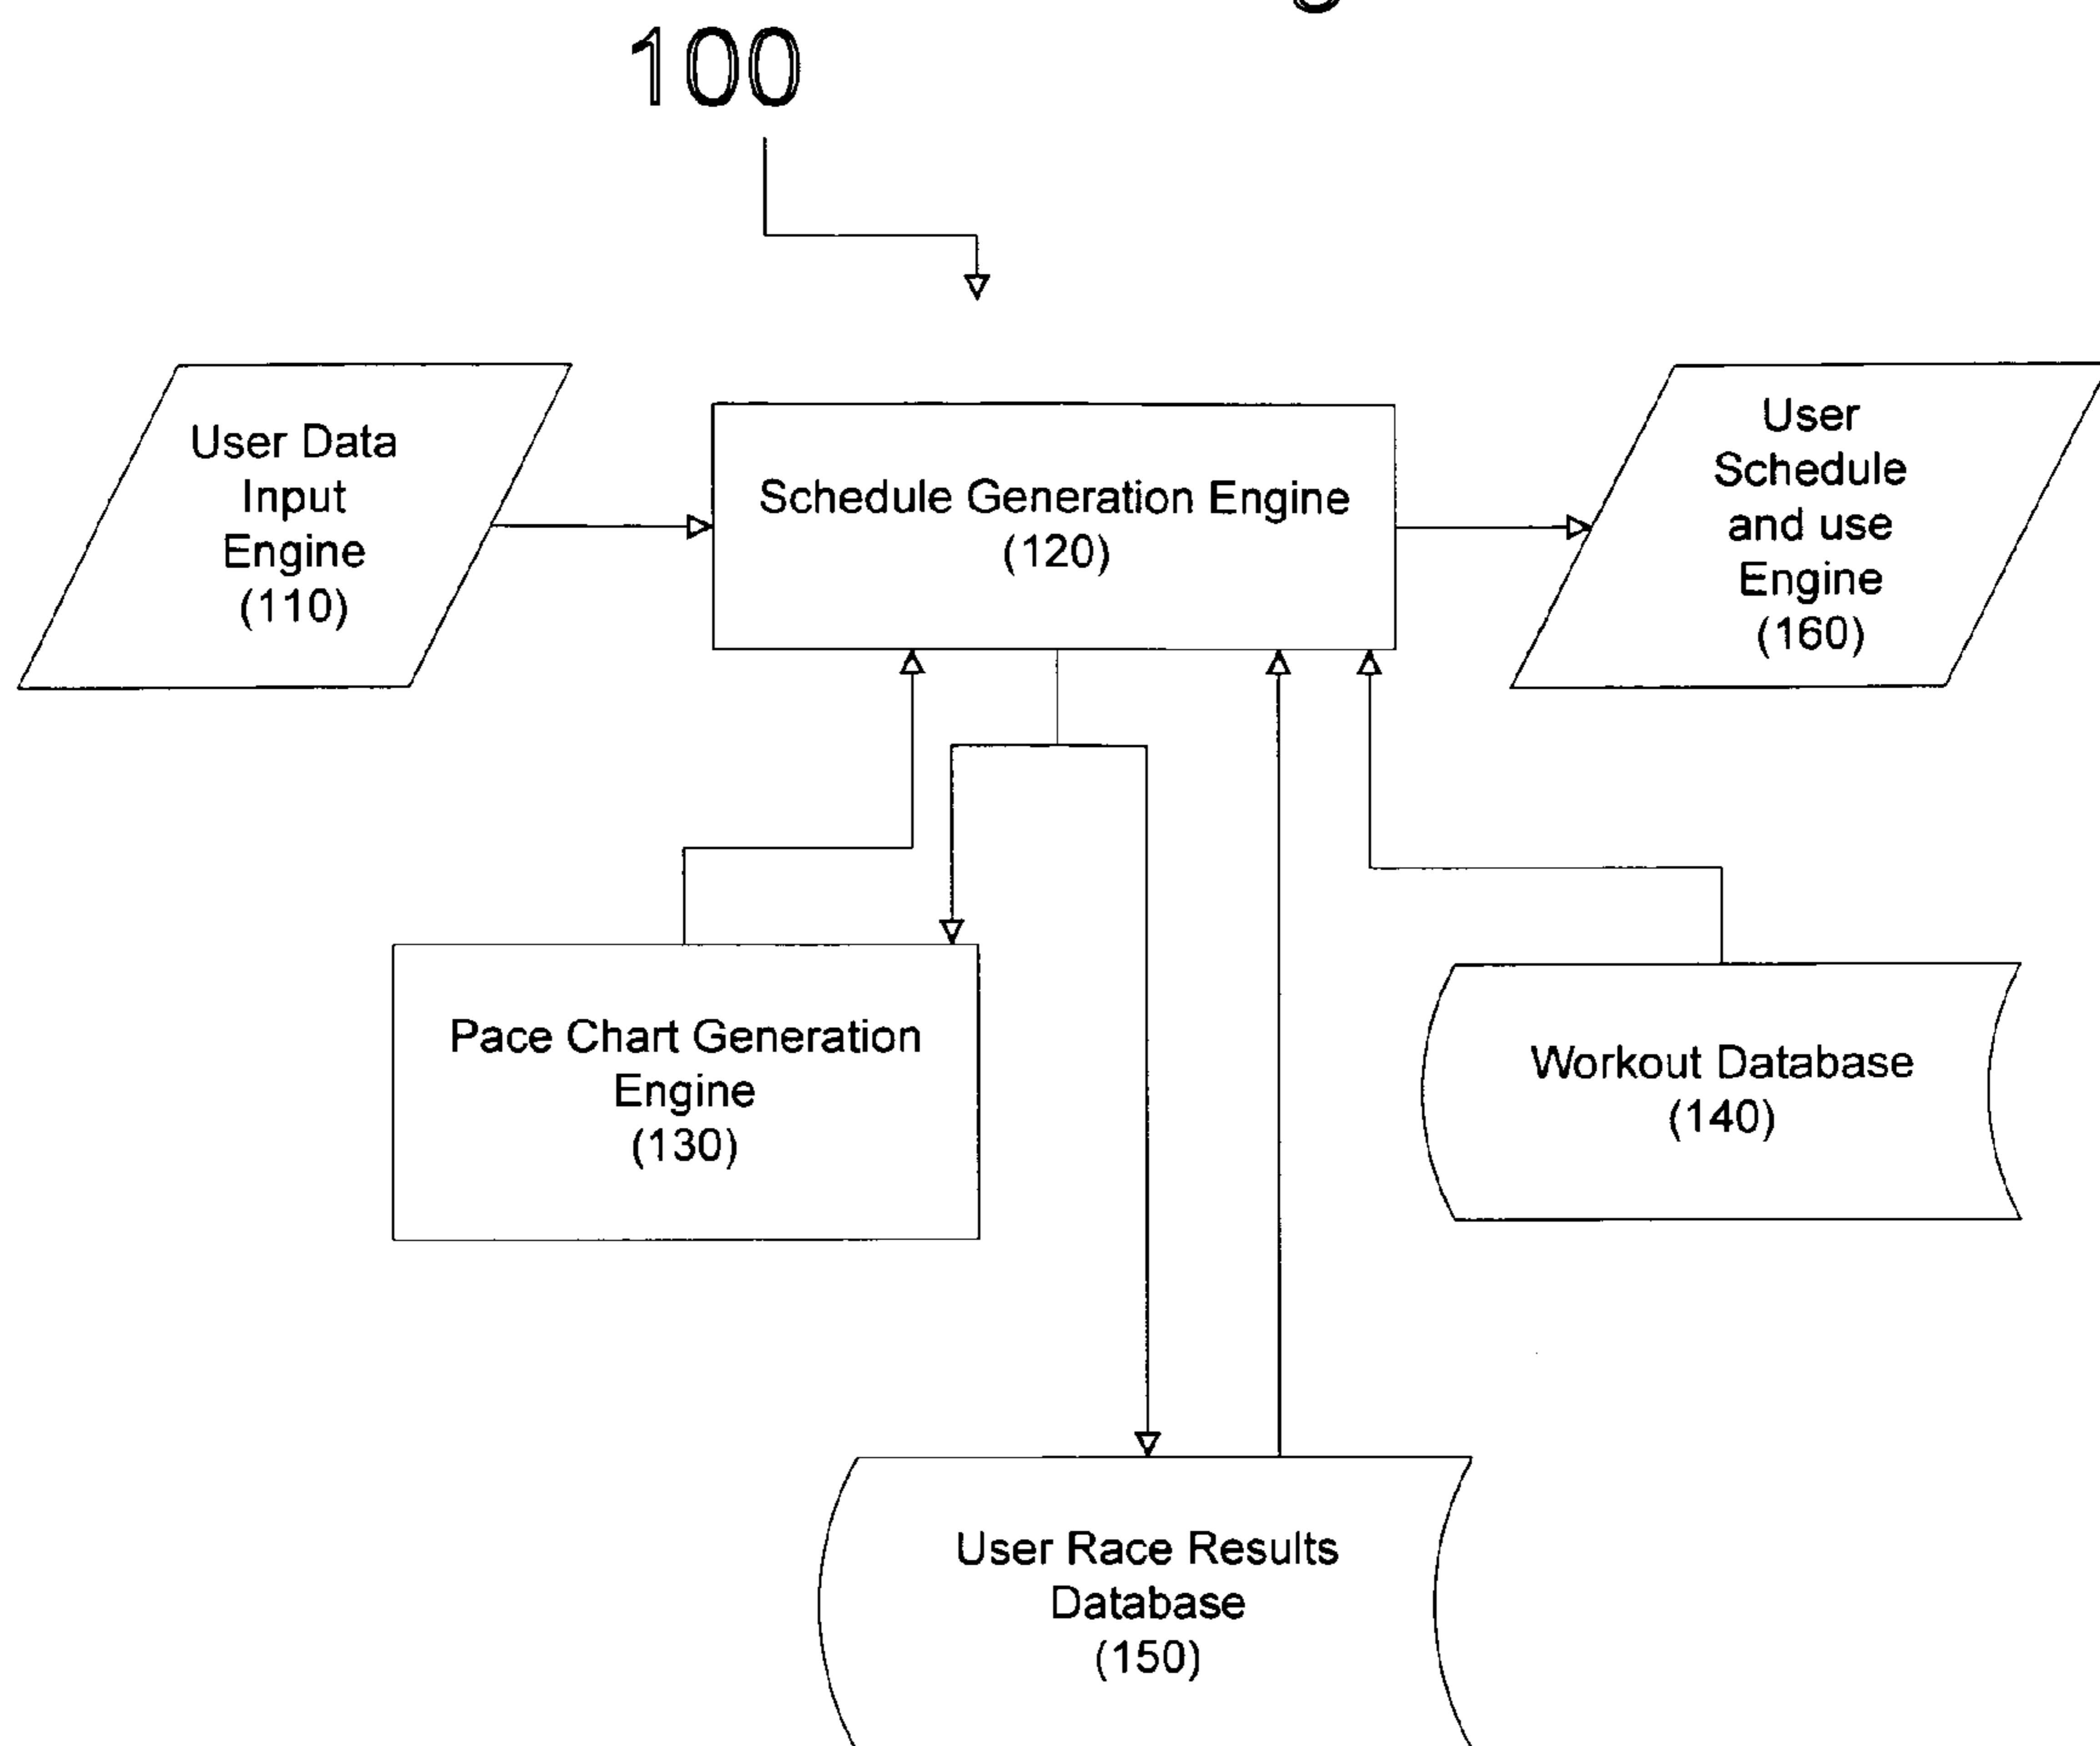 100
User Data
Input
Engine
(110)
Schedule Generation Engine
(120)
User
Schedule
and use
Engine
(160)
Pace Chart Generation
Engine
(130)
Workout Database
(140)
User Race Results
Database
(150)